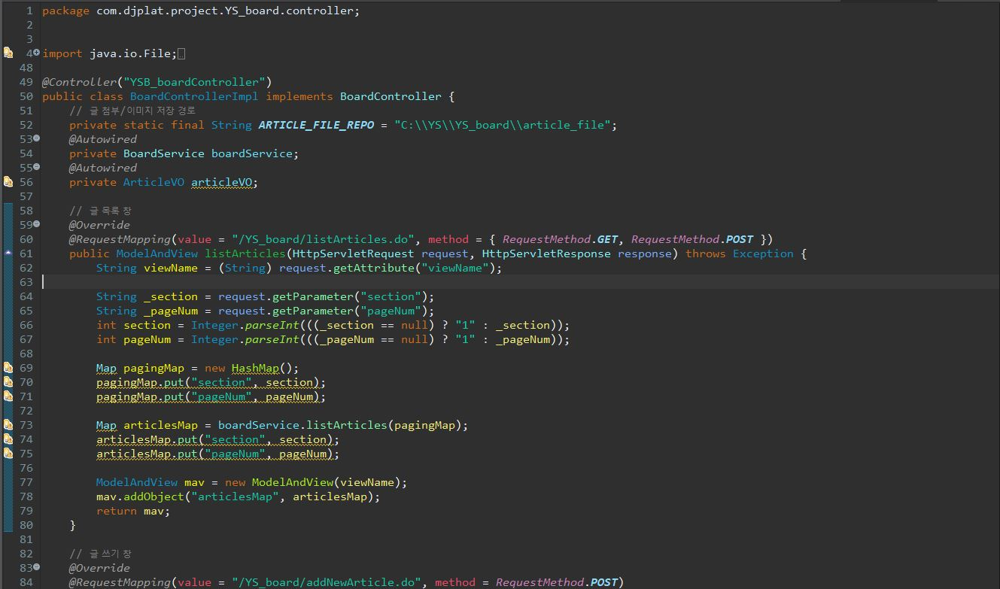 1 package com.djplat.project.YS_board.controller;
2
3
4 import java.io.File;
48
49 @Controller("YSB_boardController")
50 public class BoardControllerImpl implements BoardController {
51 // 글 첨부/이미지 저장 경로
52 private static final String ARTICLE_FILE_REPO = "C:\\YS\\YS_board\\article_file";
53 @Autowired
54 private BoardService boardService;
55 @Autowired
56 private ArticleVO articleVO;
57
58 // 글 목록 창
59 @Override
60 @RequestMapping(value = "/YS_board/listArticles.do", method = { RequestMethod.GET, RequestMethod.POST })
61 public ModelAndView listArticles(HttpServletRequest request, HttpServletResponse response) throws Exception {
62 String viewName = (String) request.getAttribute("viewName");
63
64 String _section = request.getParameter("section");
65 String _pageNum = request.getParameter("pageNum");
66 int section = Integer.parseInt(((_section == null) ? "1" : _section));
67 int pageNum = Integer.parseInt(((_pageNum == null) ? "1" : _pageNum));
68
69 Map pagingMap = new HashMap();
70 pagingMap.put("section", section);
71 pagingMap.put("pageNum", pageNum);
72
73 Map articlesMap = boardService.listArticles(pagingMap);
74 articlesMap.put("section", section);
75 articlesMap.put("pageNum", pageNum);
76
77 ModelAndView mav = new ModelAndView(viewName);
78 mav.addObject("articlesMap", articlesMap);
79 return mav;
80 }
81
82 // 글 쓰기 창
83 @Override
84 @RequestMapping(value = "/YS_board/addNewArticle.do", method = RequestMethod.POST)